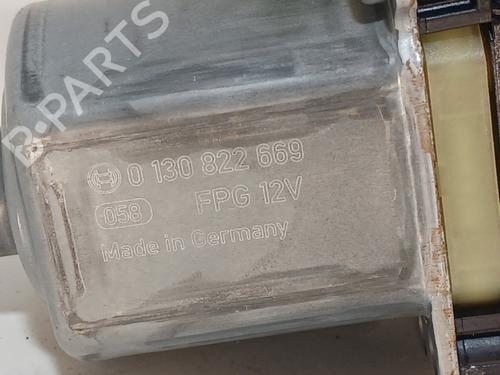 B-PARTS
0 130 822 669
058 FPG 12V
Made in Germany